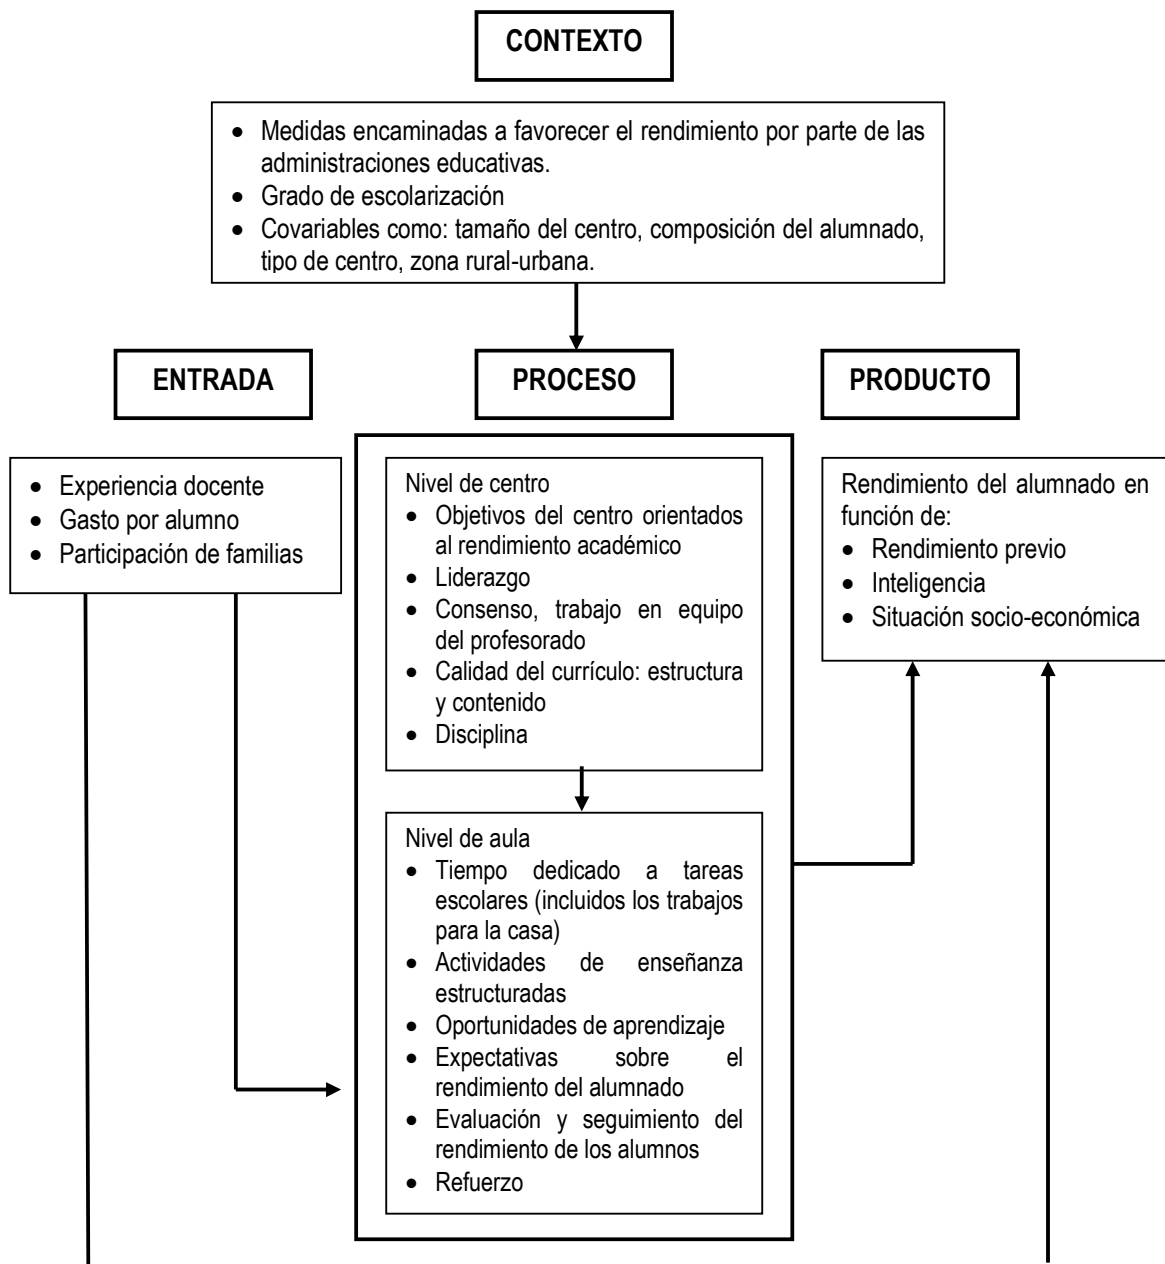 CONTEXTO
• Medidas encaminadas a favorecer el rendimiento por parte de las
administraciones educativas.
• Grado de escolarización
• Covariables como: tamaño del centro, composición del alumnado,
tipo de centro, zona rural-urbana.
ENTRADA
PROCESO
PRODUCTO
• Experiencia docente
• Gasto por alumno
• Participación de familias
Nivel de centro
• Objetivos del centro orientados
al rendimiento académico
• Liderazgo
• Consenso, trabajo en equipo
del profesorado
• Calidad del currículo: estructura
y contenido
• Disciplina
Nivel de aula
• Tiempo dedicado a tareas
escolares (incluidos los trabajos
para la casa)
• Actividades de enseñanza
estructuradas
• Oportunidades de aprendizaje
• Expectativas sobre el
rendimiento del alumnado
• Evaluación y seguimiento del
rendimiento de los alumnos
• Refuerzo
Rendimiento del alumnado en
función de:
• Rendimiento previo
• Inteligencia
• Situación socio-económica